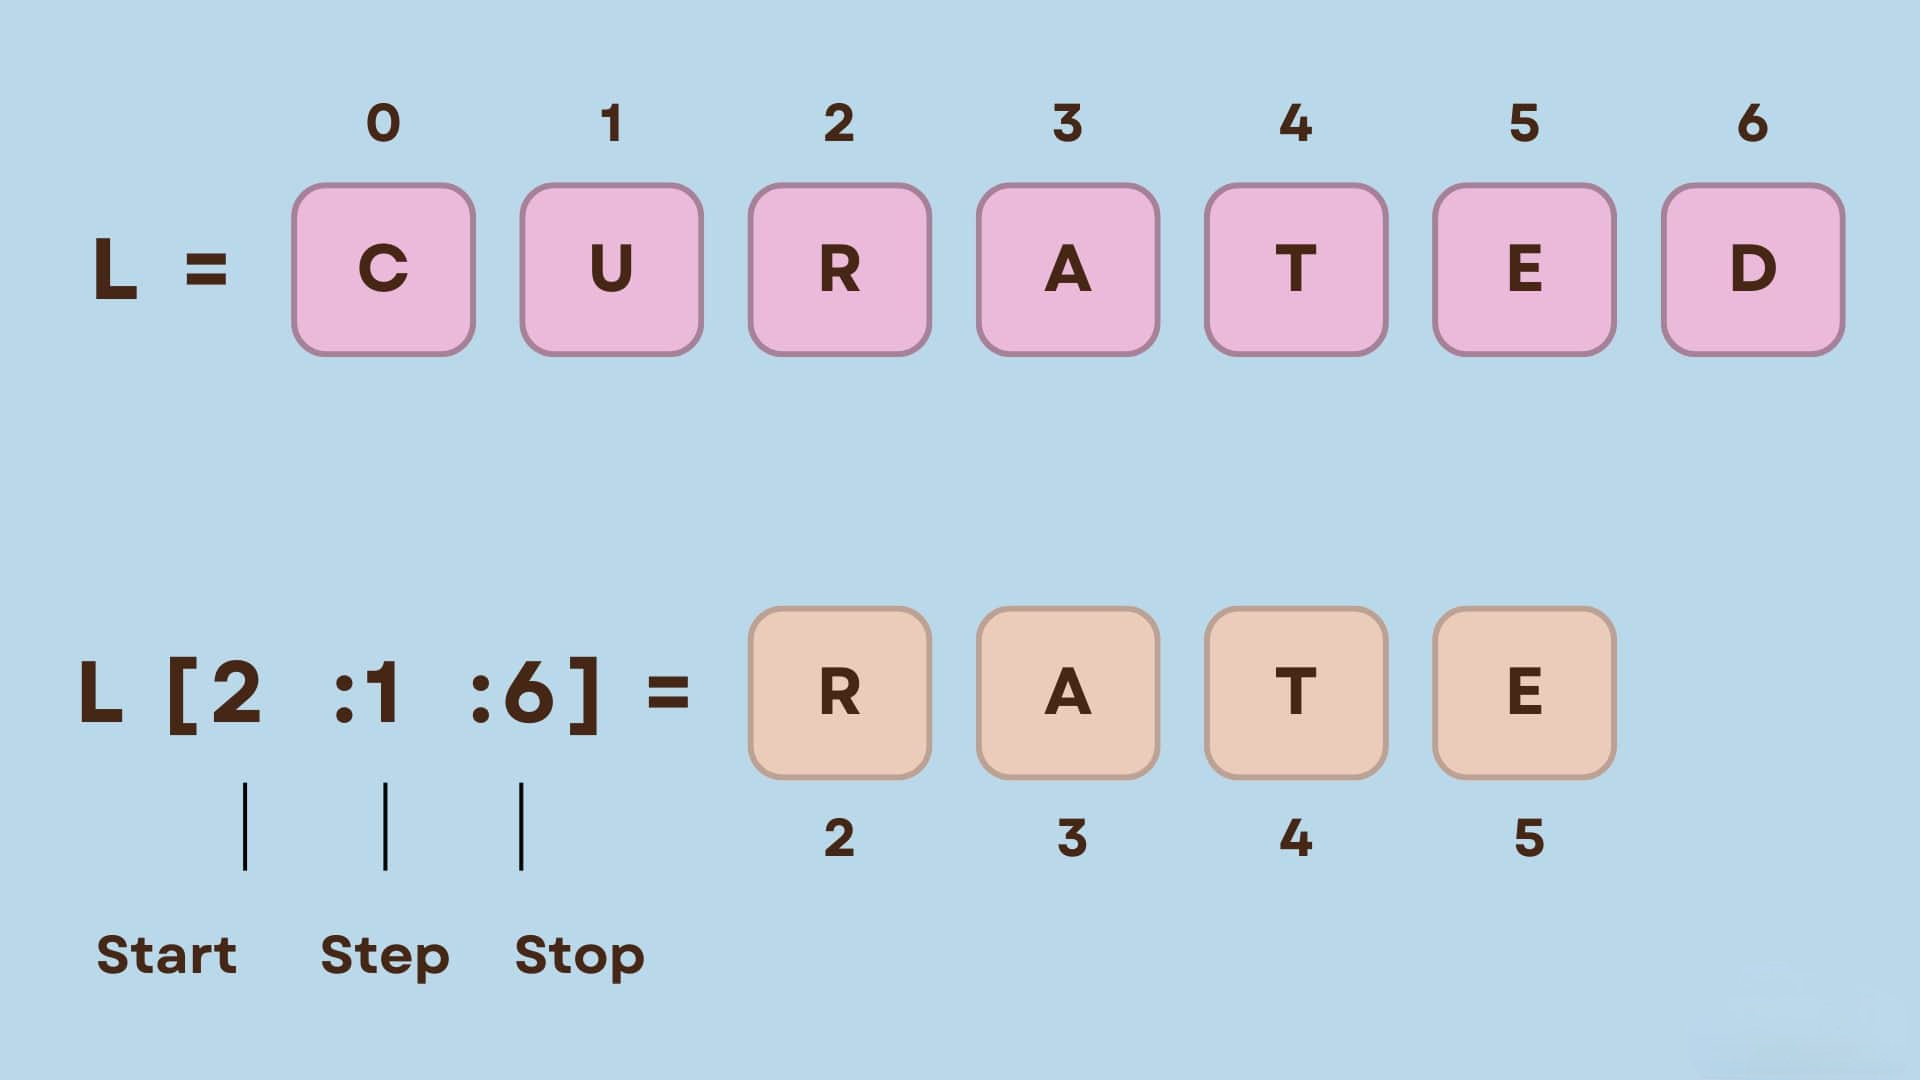 0 1 2 3 4 5 6
L = C U R A T E D
L [2 :1 :6] = R A T E
2 3 4 5
Start Step Stop